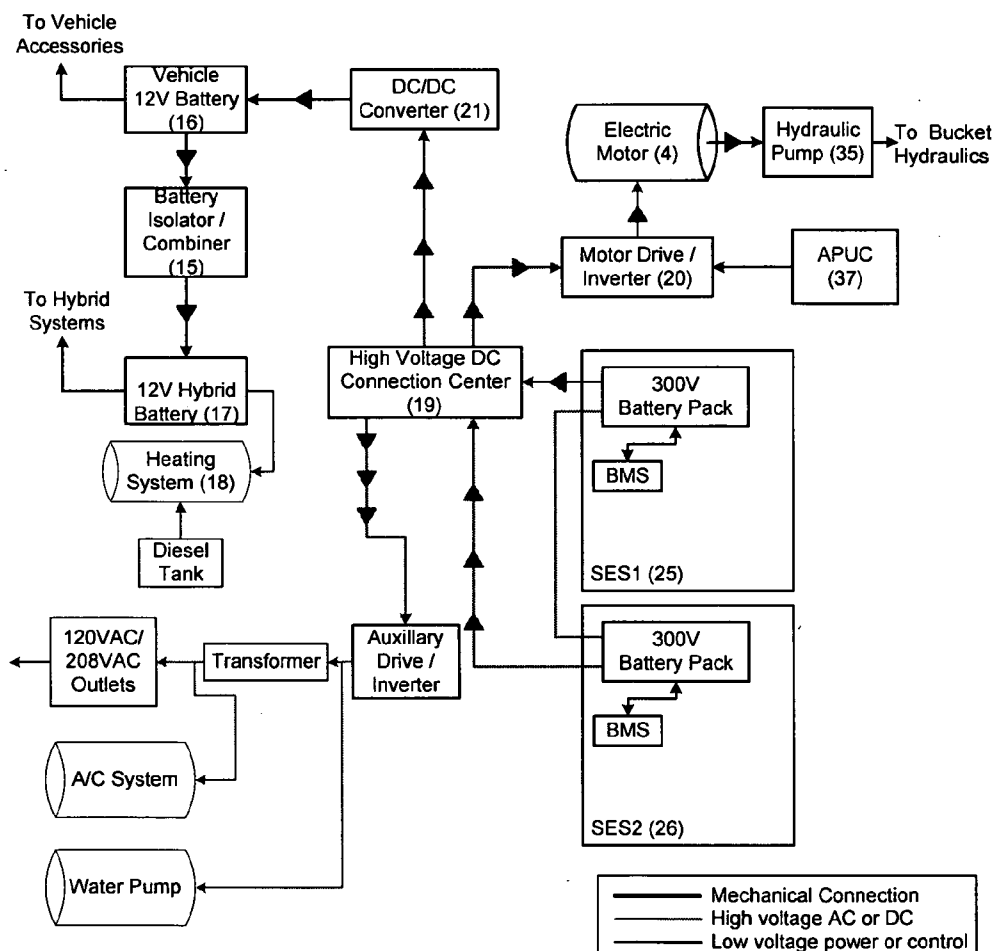 To Vehicle
Accessories
Vehicle
12V Battery
(16)
DC/DC
Converter (21)
Electric
Motor (4)
Hydraulic
Pump (35)
To Bucket
Hydraulics
Battery
Isolator /
Combiner
(15)
Motor Drive /
Inverter (20)
APUC
(37)
To Hybrid
Systems
12V Hybrid
Battery (17)
High Voltage DC
Connection Center
(19)
300V
Battery Pack
BMS
SES1 (25)
Heating
System (18)
Diesel
Tank
120VAC/
208VAC
Outlets
Transformer
Auxillary
Drive /
Inverter
300V
Battery Pack
BMS
SES2 (26)
A/C System
Water Pump
Mechanical Connection
High voltage AC or DC
Low voltage power or control